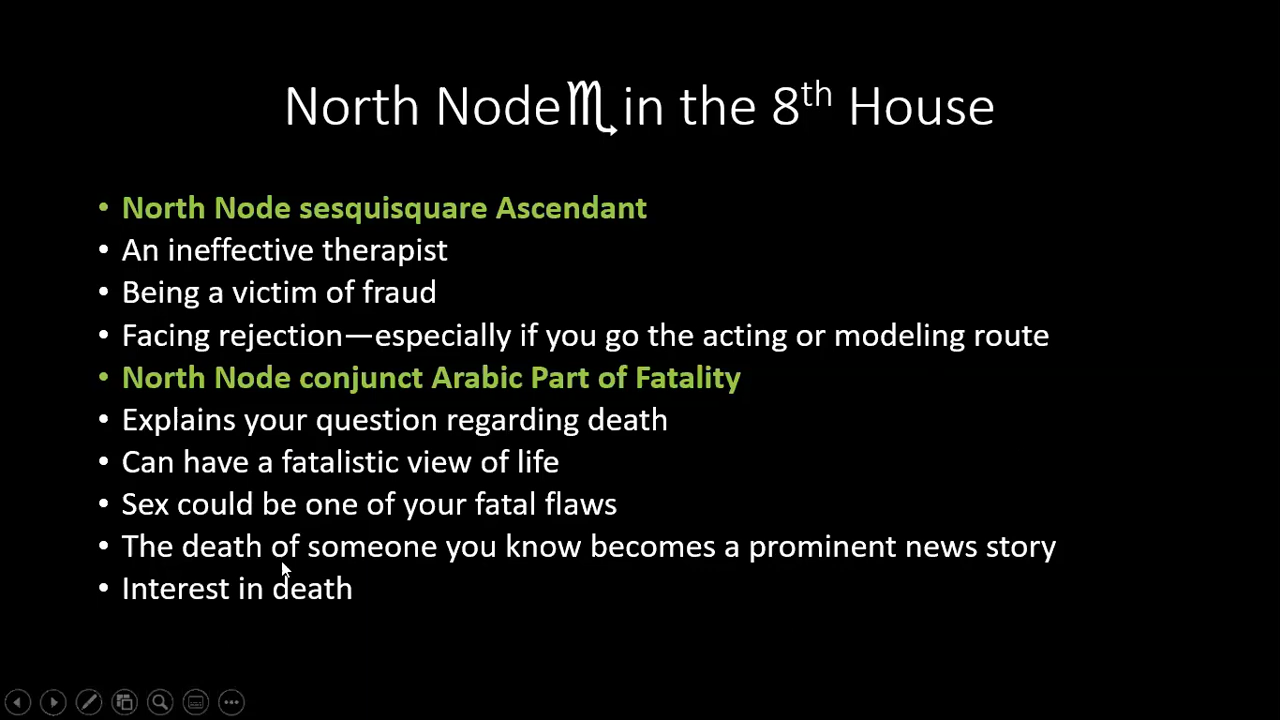 North Node♏in the 8th House
• North Node sesquisquare Ascendant
• An ineffective therapist
• Being a victim of fraud
• Facing rejection—especially if you go the acting or modeling route
• North Node conjunct Arabic Part of Fatality
• Explains your question regarding death
• Can have a fatalistic view of life
• Sex could be one of your fatal flaws
• The death of someone you know becomes a prominent news story
• Interest in death